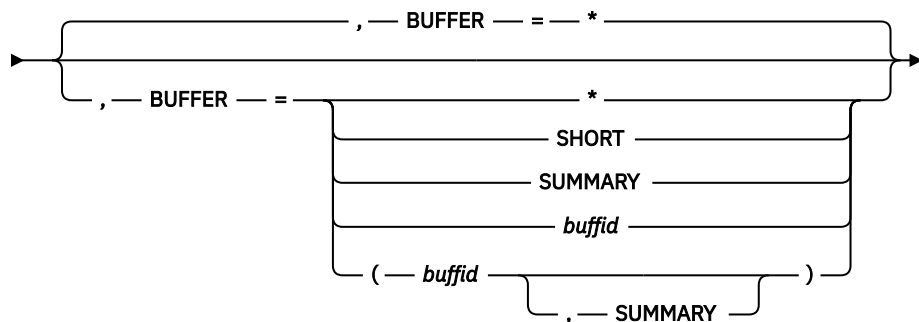 , BUFFER = *
, BUFFER = *
SHORT
SUMMARY
buffid
( buffid )
, SUMMARY